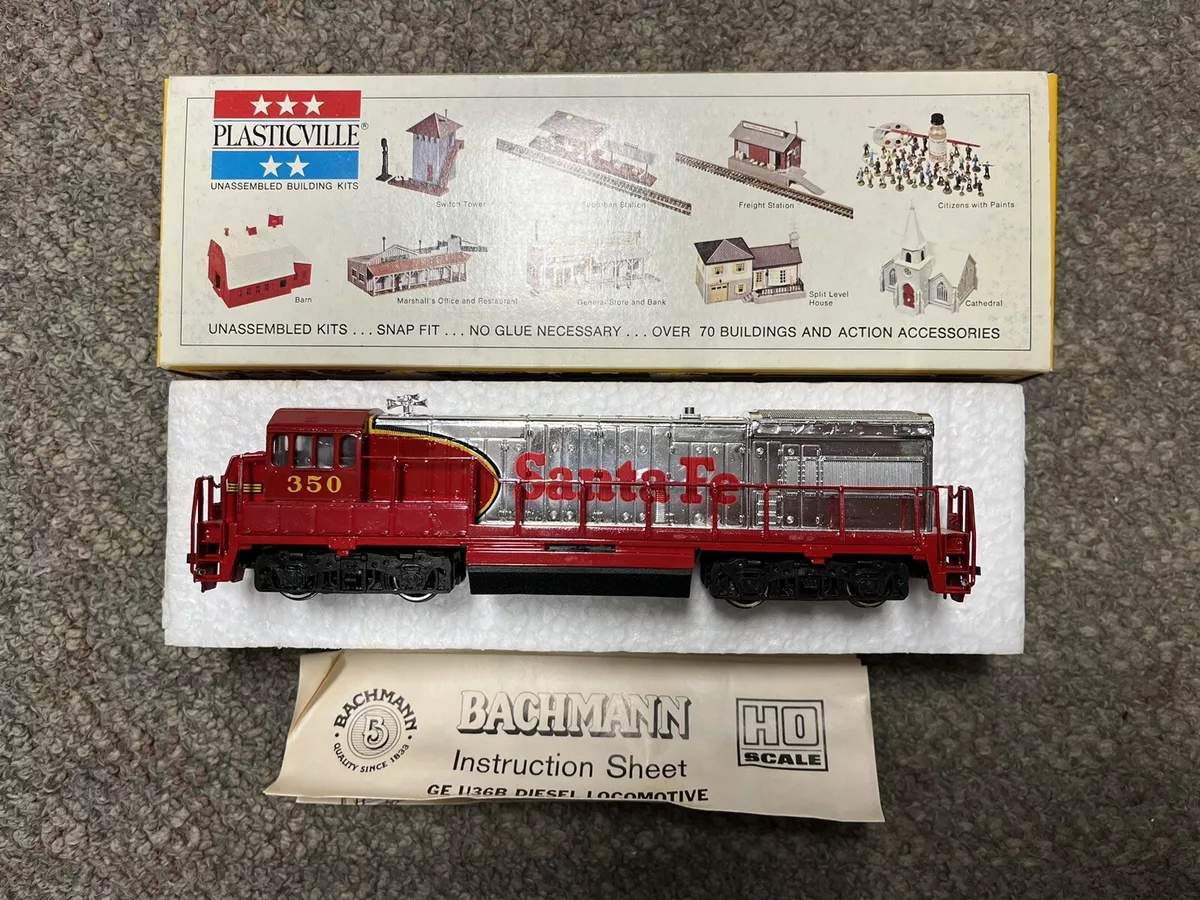 PLASTICVILLE®
UNASSEMBLED BUILDING KITS
Switch Tower
Suburban Station
Freight Station
Citizens with Paints
Barn
Marshall's Office and Restaurant
General Store and Bank
Split Level
House
Cathedral
UNASSEMBLED KITS . . . SNAP FIT . . . NO GLUE NECESSARY . . . OVER 70 BUILDINGS AND ACTION ACCESSORIES
350
Santa Fe
BACHMANN
B
QUALITY SINCE 1833
BACHMANN
Instruction Sheet
GE U36B DIESEL LOCOMOTIVE
HO
SCALE